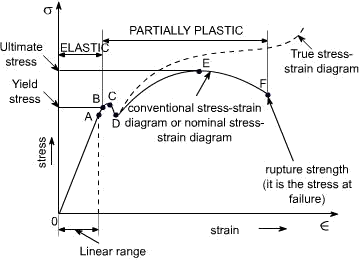 σ
PARTIALLY PLASTIC
Ultimate
stress
ELASTIC
E
True stress-
strain diagram
Yield
stress
B
C
A
D
F
conventional stress-strain
diagram or nominal stress-
strain diagram
stress
rupture strength
(it is the stress at
failure)
0
strain
∈
Linear range